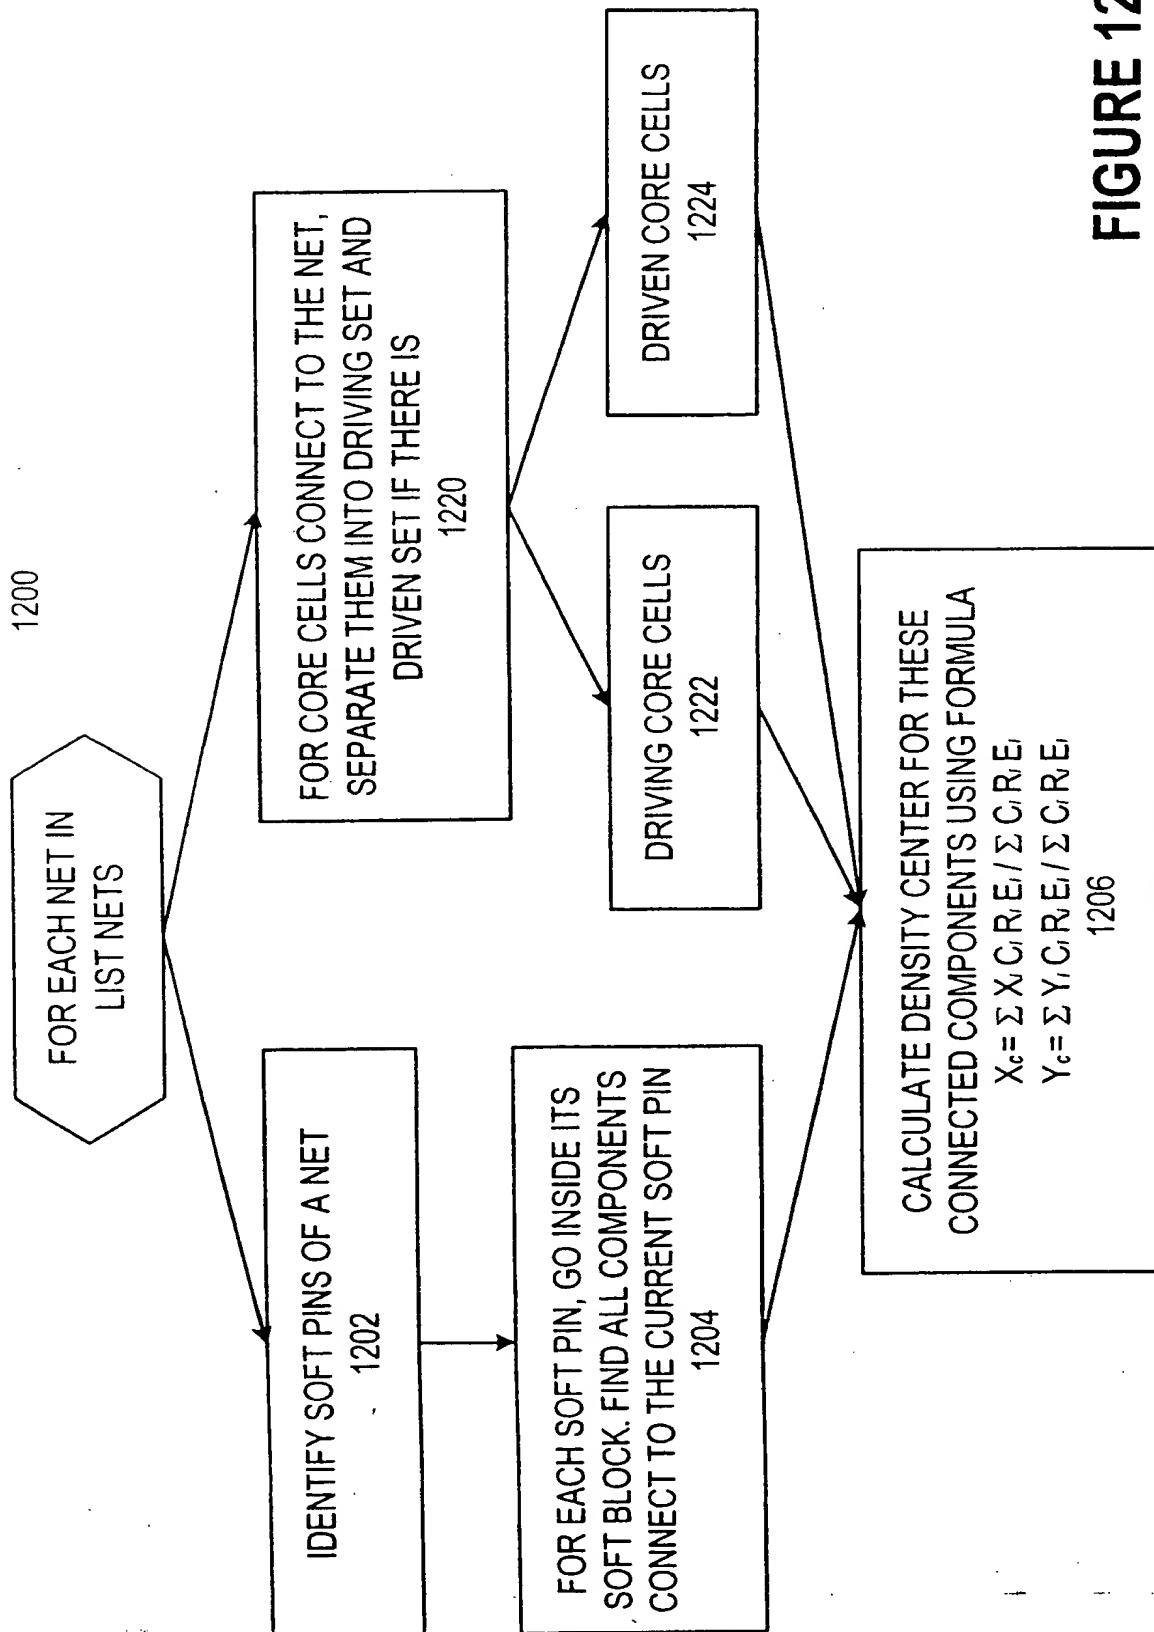 1200
FOR EACH NET IN
LIST NETS
IDENTIFY SOFT PINS OF A NET
1202
FOR EACH SOFT PIN, GO INSIDE ITS
SOFT BLOCK. FIND ALL COMPONENTS
CONNECT TO THE CURRENT SOFT PIN
1204
FOR CORE CELLS CONNECT TO THE NET,
SEPARATE THEM INTO DRIVING SET AND
DRIVEN SET IF THERE IS
1220
DRIVING CORE CELLS
1222
DRIVEN CORE CELLS
1224
CALCULATE DENSITY CENTER FOR THESE
CONNECTED COMPONENTS USING FORMULA
Xc= Σ Xi Ci Ri Ei / Σ Ci Ri Ei
Yc= Σ Yi Ci Ri Ei / Σ Ci Ri Ei
1206
FIGURE 12